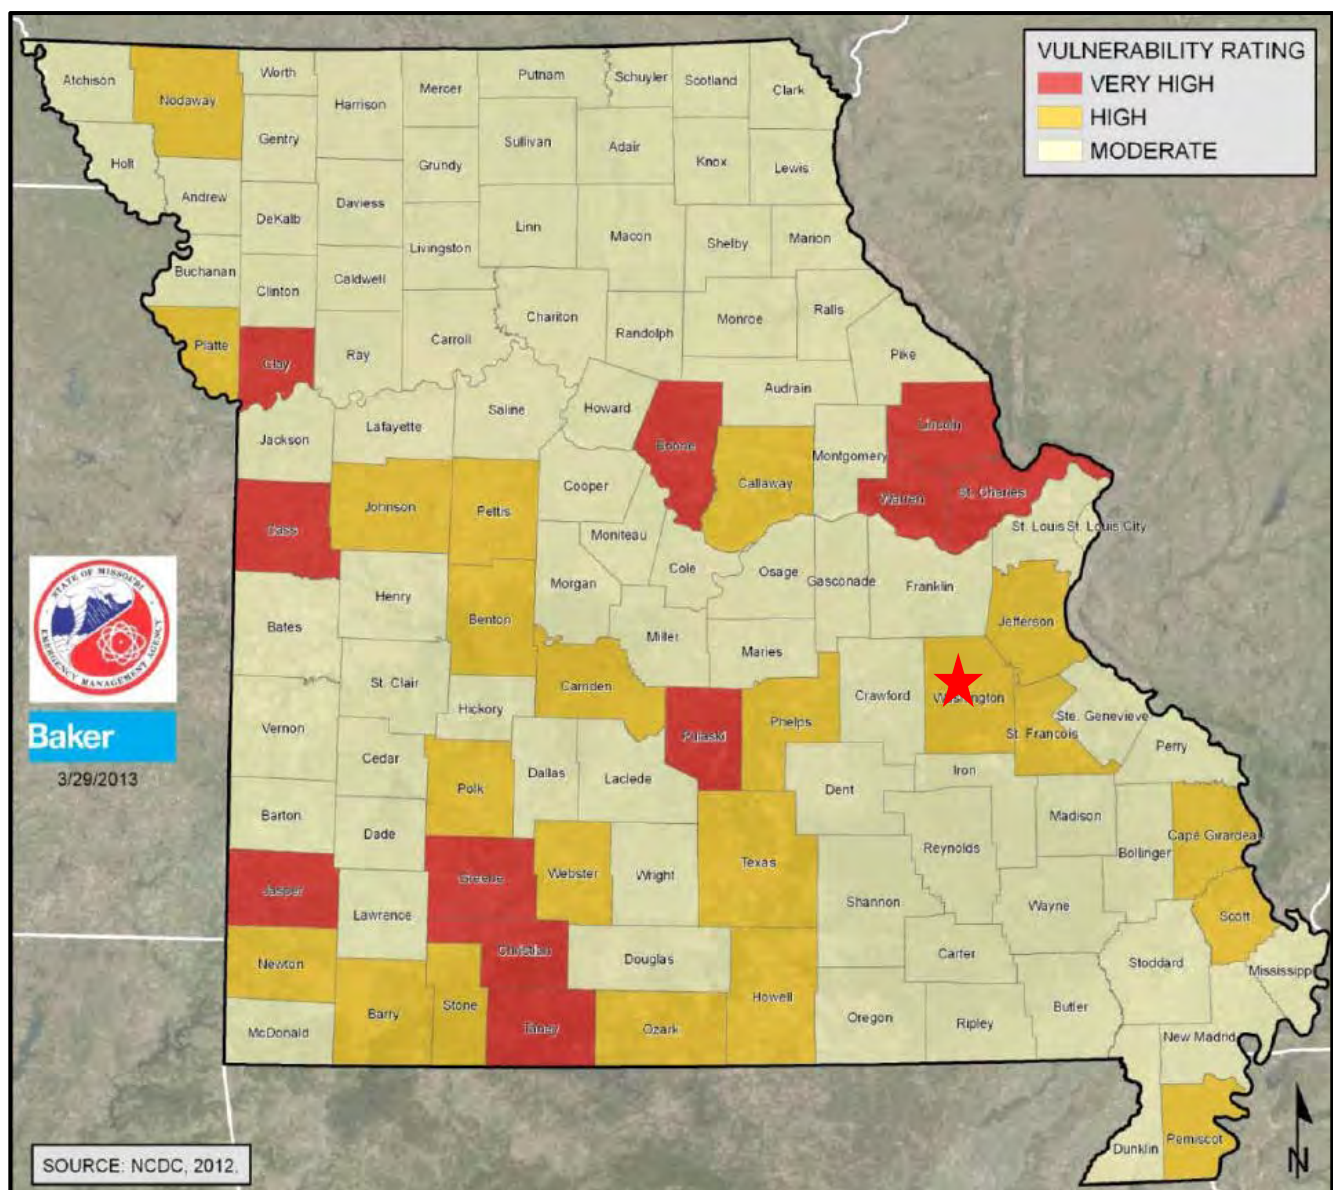 VULNERABILITY RATING
VERY HIGH
HIGH
MODERATE
Atchison
Nodaway
Worth
Harrison
Mercer
Putnam
Schuyler
Scotland
Clark
Holt
Gentry
Sullivan
Adair
Knox
Lewis
Andrew
Grundy
DeKalb
Daviess
Livingston
Linn
Macon
Shelby
Marion
Buchanan
Clinton
Caldwell
Carroll
Chariton
Randolph
Monroe
Ralls
Platte
Clay
Ray
Pike
Audrain
Jackson
Lafayette
Saline
Howard
Boone
Lincoln
Montgomery
Cass
Johnson
Pettis
Cooper
Callaway
Warren
St. Charles
Moniteau
St. Louis
St. Louis City
STATE OF MISSOURI
EMERGENCY MANAGEMENT AGENCY
Baker
3/29/2013
Bates
Henry
Benton
Morgan
Cole
Osage
Gasconade
Franklin
Jefferson
Miller
Maries
St. Clair
Camden
Crawford
Washington
Vernon
Hickory
Pulaski
Phelps
St. Francois
Ste. Genevieve
Perry
Cedar
Polk
Dallas
Laclede
Dent
Iron
Barton
Dade
Madison
Bollinger
Cape Girardeau
Jasper
Greene
Webster
Wright
Texas
Reynolds
Lawrence
Shannon
Wayne
Scott
Newton
Christian
Douglas
Carter
Stoddard
Mississippi
McDonald
Barry
Stone
Taney
Ozark
Howell
Oregon
Ripley
Butler
New Madrid
Dunklin
Pemiscot
SOURCE: NCDC, 2012.
N